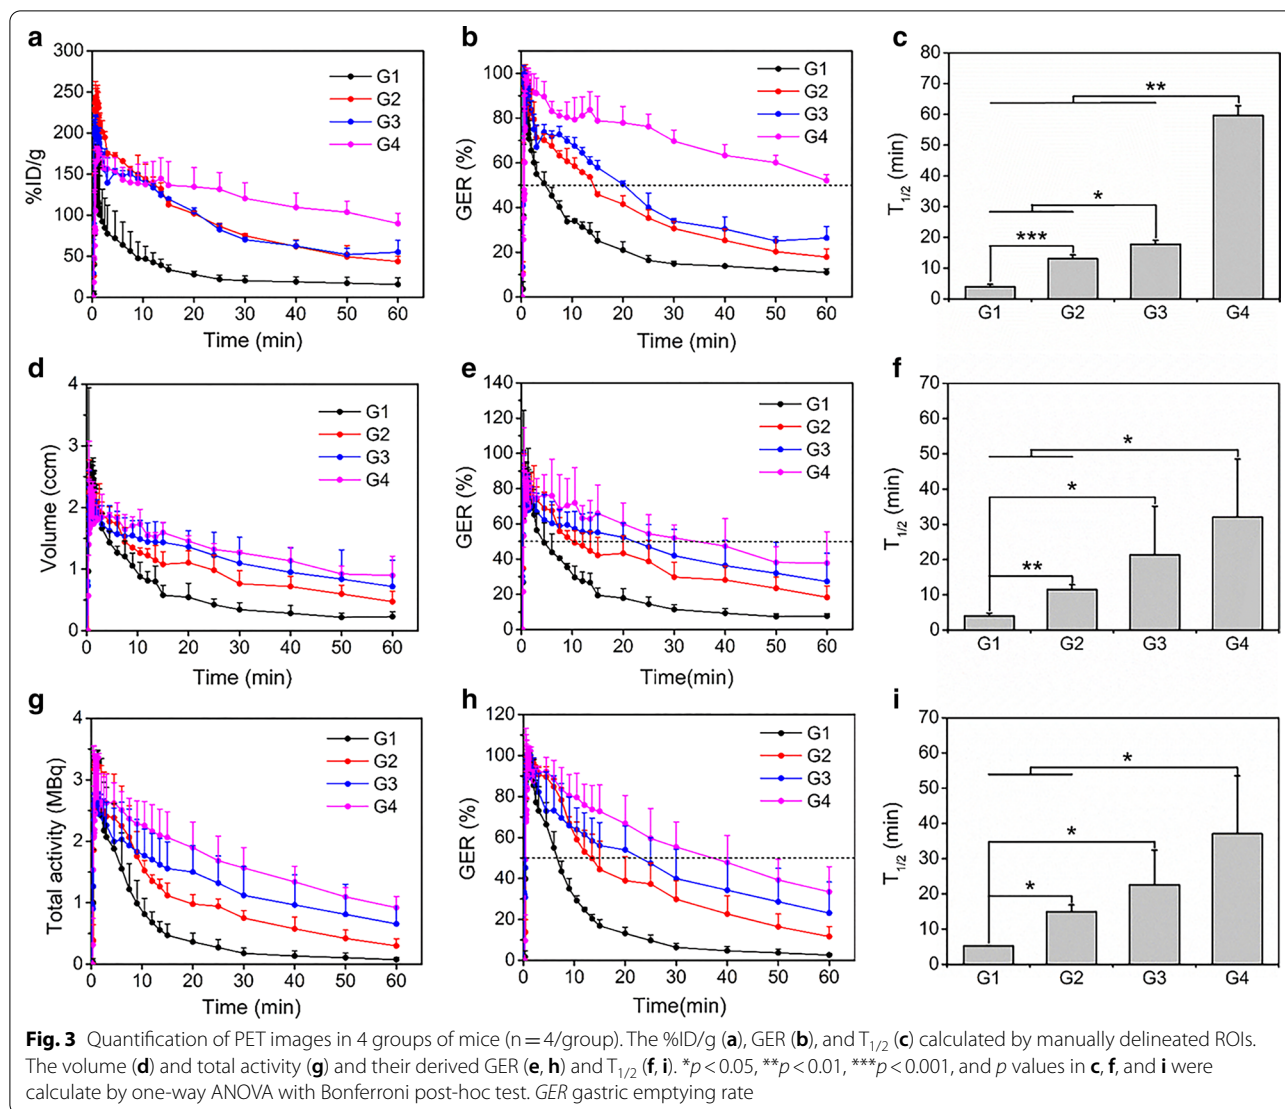 a
300
250
200
150
100
50
0
%ID/g
G1
G2
G3
G4
0 10 20 30 40 50 60
Time (min)
b
100
80
60
40
20
0
GER (%)
G1
G2
G3
G4
0 10 20 30 40 50 60
Time (min)
c
80
70
60
50
40
30
20
10
0
T1/2 (min)
**
*
***
G1 G2 G3 G4
d
4
3
2
1
0
Volume (ccm)
G1
G2
G3
G4
0 10 20 30 40 50 60
Time (min)
e
140
120
100
80
60
40
20
0
GER (%)
G1
G2
G3
G4
0 10 20 30 40 50 60
Time(min)
f
70
60
50
40
30
20
10
0
T1/2 (min)
*
*
**
G1 G2 G3 G4
g
4
3
2
1
0
Total activity (MBq)
G1
G2
G3
G4
0 10 20 30 40 50 60
Time (min)
h
120
100
80
60
40
20
0
GER (%)
G1
G2
G3
G4
0 10 20 30 40 50 60
Time(min)
i
70
60
50
40
30
20
10
0
T1/2 (min)
*
*
*
G1 G2 G3 G4
Fig. 3 Quantification of PET images in 4 groups of mice (n = 4/group). The %ID/g (a), GER (b), and T1/2 (c) calculated by manually delineated ROIs.
The volume (d) and total activity (g) and their derived GER (e, h) and T1/2 (f, i). *p < 0.05, **p < 0.01, ***p < 0.001, and p values in c, f, and i were
calculate by one-way ANOVA with Bonferroni post-hoc test. GER gastric emptying rate